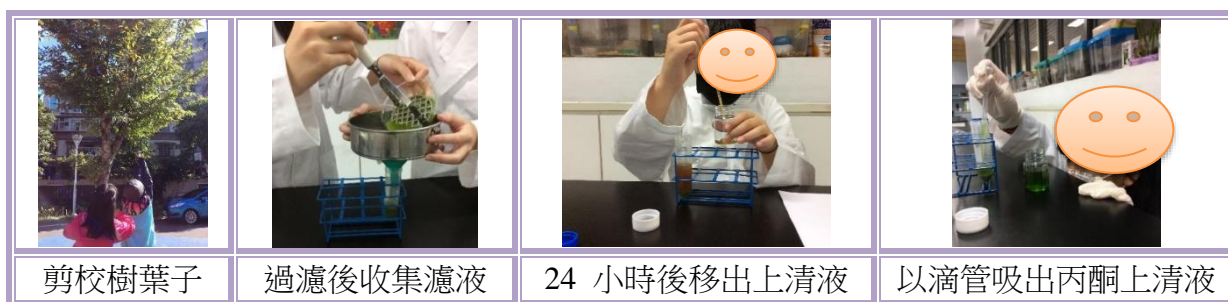 剪校樹葉子
過濾後收集濾液
24 小時後移出上清液
以滴管吸出丙酮上清液